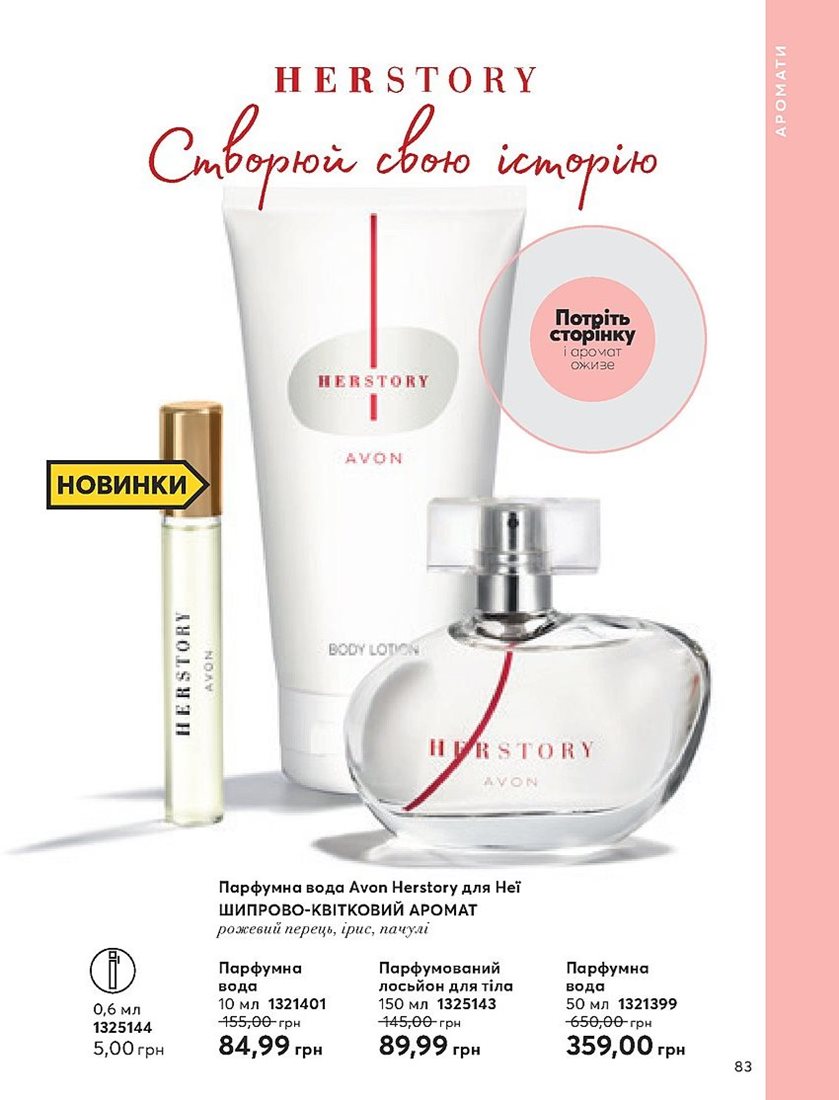 АРОМАТИ
HERSTORY
Створюй свою історію
Потріть
сторінку
і аромат
оживе
HERSTORY
AVON
BODY LOTION
НОВИНКИ
HERSTORY
AVON
HERSTORY
AVON
Парфумна вода Avon Herstory для Неї
ШИПРОВО-КВІТКОВИЙ АРОМАТ
рожевий перець, ірис, пачулі
0,6 мл
1325144
5,00 грн
Парфумна
вода
10 мл 1321401
155,00 грн
84,99 грн
Парфумований
лосьйон для тіла
150 мл 1325143
145,00 грн
89,99 грн
Парфумна
вода
50 мл 1321399
650,00 грн
359,00 грн
83